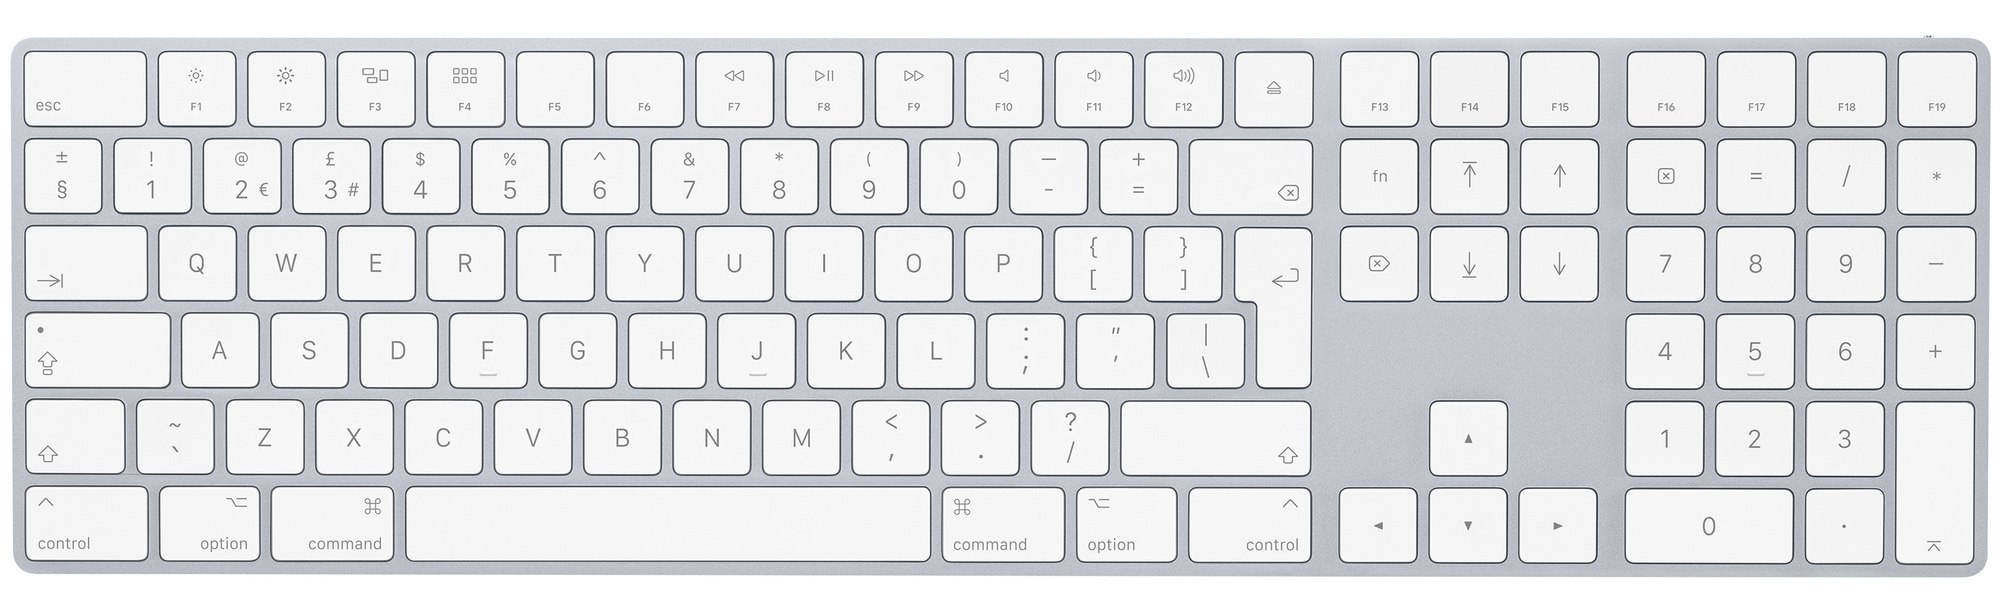 esc F1 F2 F3 F4 F5 F6 F7 F8 F9 F10 F11 F12 F13 F14 F15 F16 F17 F18 F19
± ! @ £ $ % ^ & * ( ) — +
§ 1 2 € 3 # 4 5 6 7 8 9 0 - = fn = / *
Q W E R T Y U I O P { [ } ] 7 8 9 —
A S D F G H J K L : ; " ' | \ 4 5 6 +
~ ` Z X C V B N M < , > . ? / 1 2 3
control option command command option control 0 .